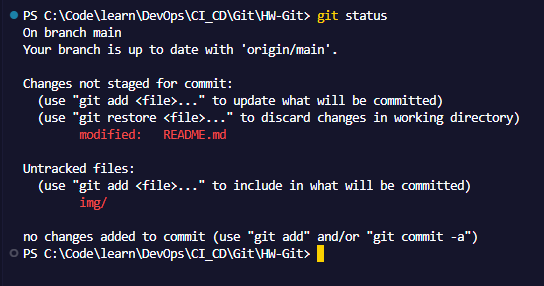 PS C:\Code\learn\DevOps\CI_CD\Git\HW-Git> git status
On branch main
Your branch is up to date with 'origin/main'.

Changes not staged for commit:
  (use "git add <file>..." to update what will be committed)
  (use "git restore <file>..." to discard changes in working directory)
        modified:   README.md

Untracked files:
  (use "git add <file>..." to include in what will be committed)
        img/

no changes added to commit (use "git add" and/or "git commit -a")
PS C:\Code\learn\DevOps\CI_CD\Git\HW-Git>